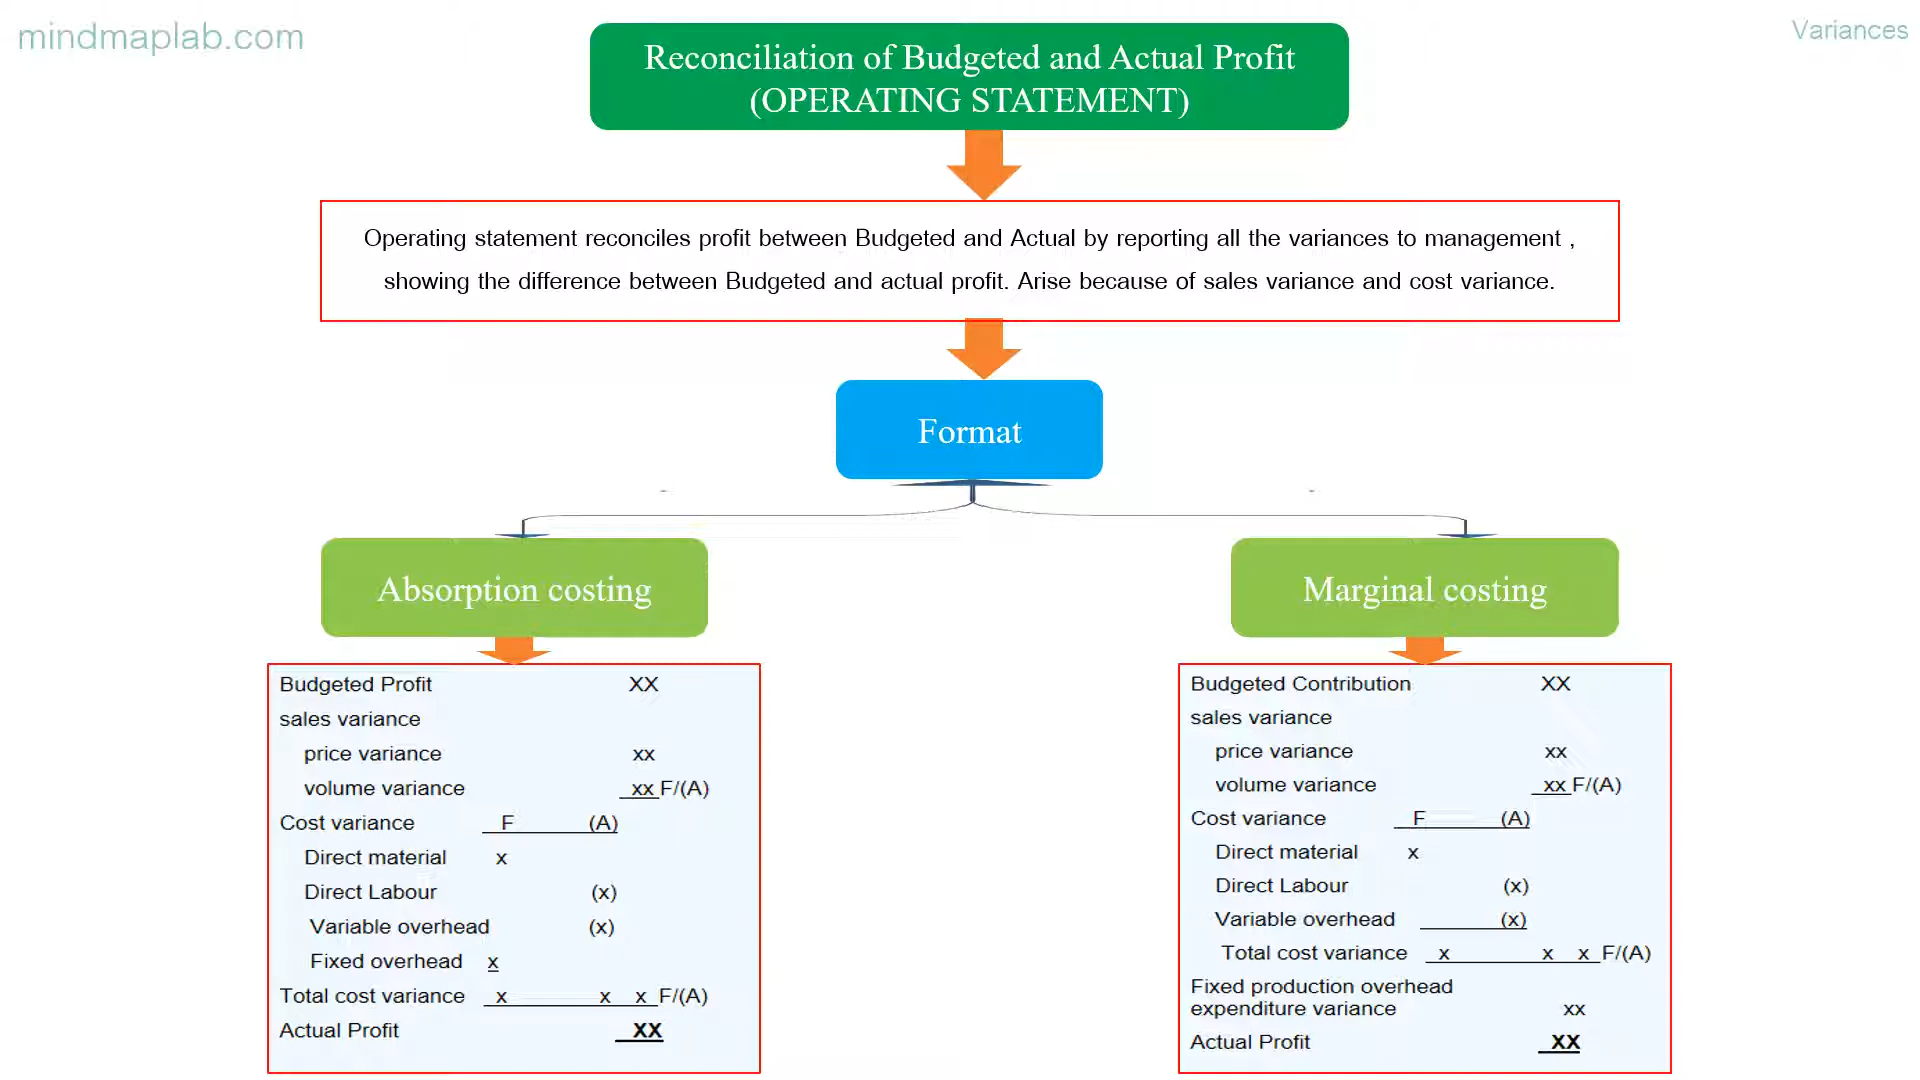 mindmaplab.com
Variances
Reconciliation of Budgeted and Actual Profit
(OPERATING STATEMENT)
Operating statement reconciles profit between Budgeted and Actual by reporting all the variances to management ,
showing the difference between Budgeted and actual profit. Arise because of sales variance and cost variance.
Format
Absorption costing
Budgeted Profit XX
sales variance
price variance xx
volume variance xx F/(A)
Cost variance F (A)
Direct material x
Direct Labour (x)
Variable overhead (x)
Fixed overhead x
Total cost variance x x x F/(A)
Actual Profit XX
Marginal costing
Budgeted Contribution XX
sales variance
price variance xx
volume variance xx F/(A)
Cost variance F (A)
Direct material x
Direct Labour (x)
Variable overhead (x)
Total cost variance x x x F/(A)
Fixed production overhead
expenditure variance xx
Actual Profit XX